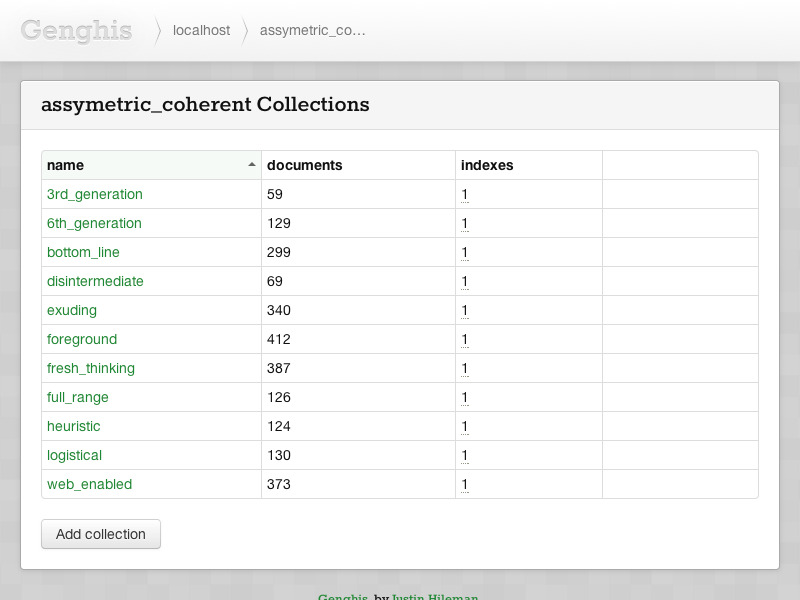 Genghis localhost assymetric_co…
assymetric_coherent Collections
name documents indexes
3rd_generation 59 1
6th_generation 129 1
bottom_line 299 1
disintermediate 69 1
exuding 340 1
foreground 412 1
fresh_thinking 387 1
full_range 126 1
heuristic 124 1
logistical 130 1
web_enabled 373 1
Add collection
Genghis, by Justin Hileman